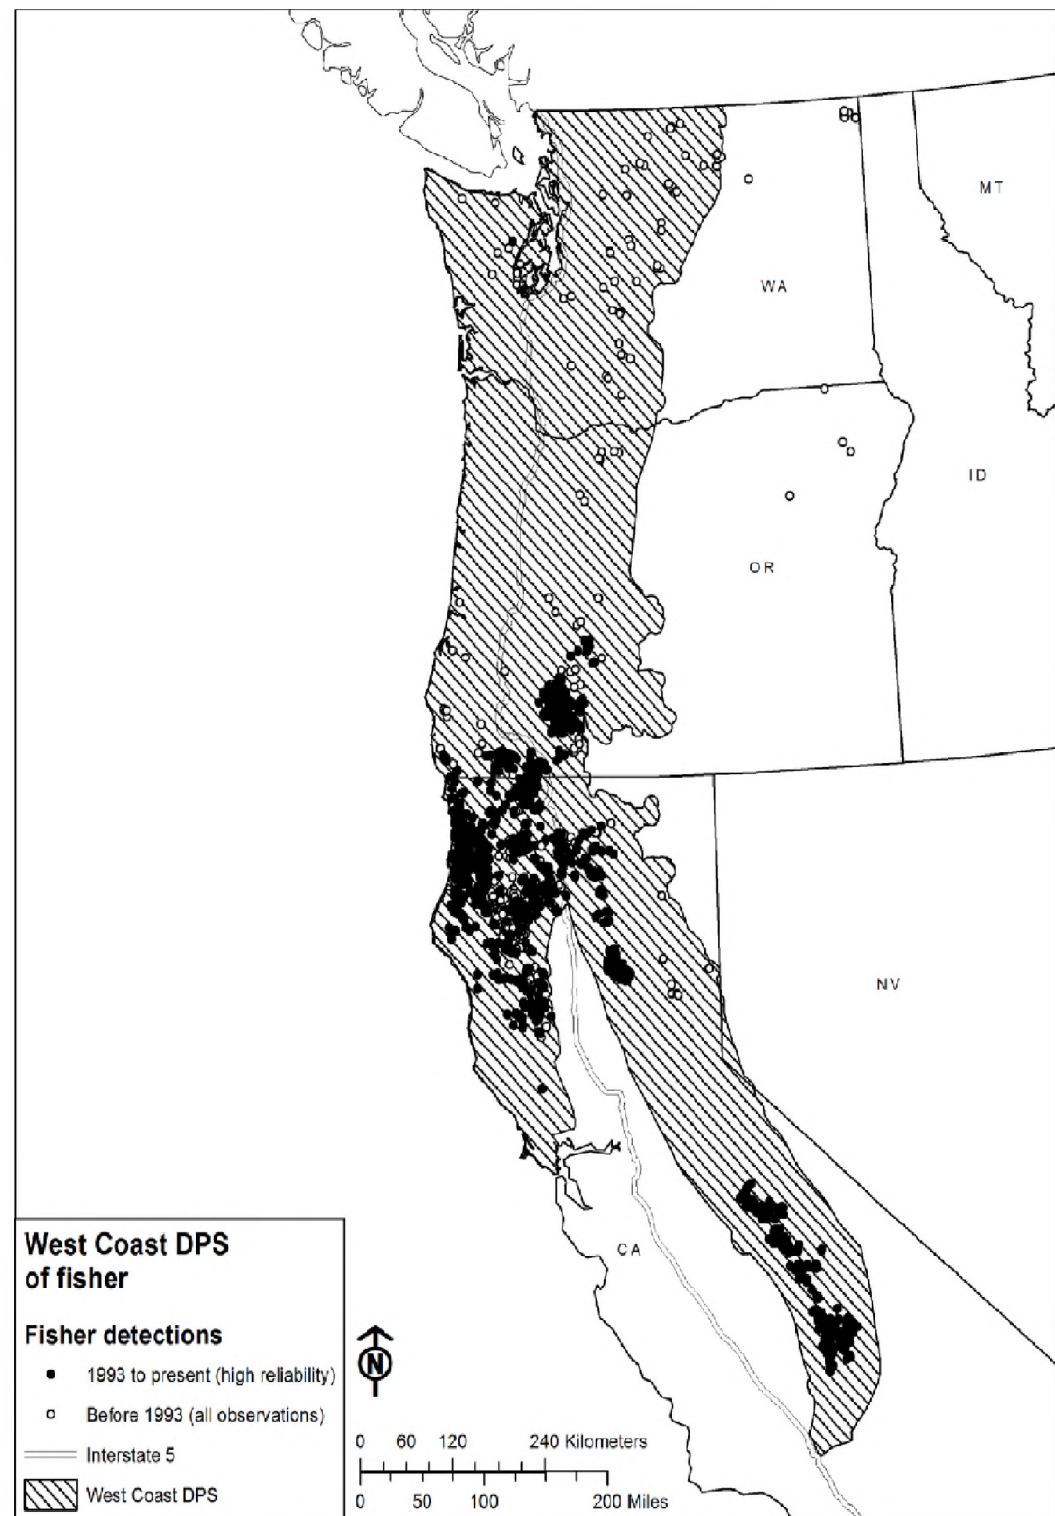 MT
WA
ID
OR
NV
CA
West Coast DPS
of fisher
Fisher detections
1993 to present (high reliability)
Before 1993 (all observations)
Interstate 5
West Coast DPS
N
0 60 120 240 Kilometers
0 50 100 200 Miles